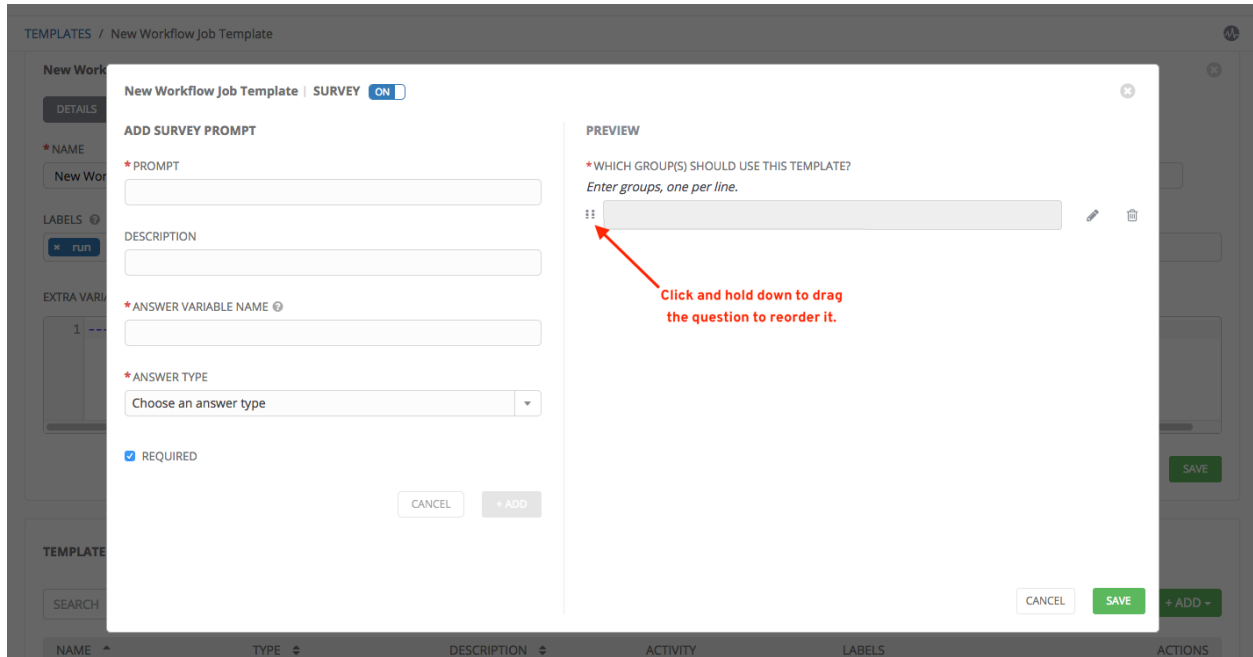 TEMPLATES / New Workflow Job Template
New Work
New Workflow Job Template | SURVEY ON
DETAILS
ADD SURVEY PROMPT
PREVIEW
* NAME
New Wor
* PROMPT
* WHICH GROUP(S) SHOULD USE THIS TEMPLATE?
Enter groups, one per line.
LABELS
× run
DESCRIPTION
EXTRA VARI
1 ---
* ANSWER VARIABLE NAME
Click and hold down to drag
the question to reorder it.
* ANSWER TYPE
Choose an answer type
REQUIRED
SAVE
CANCEL + ADD
TEMPLATE
SEARCH
CANCEL SAVE
+ ADD
NAME TYPE DESCRIPTION ACTIVITY LABELS ACTIONS